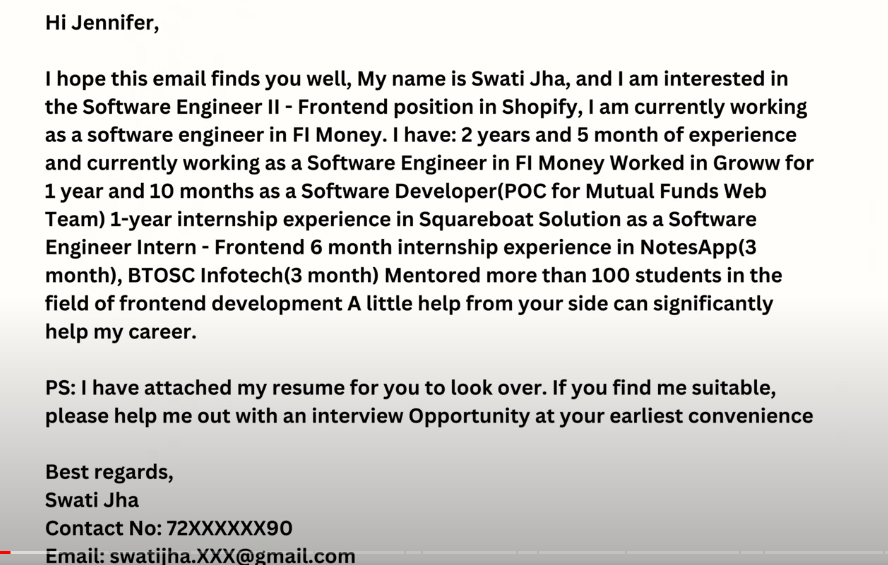 Hi Jennifer,
I hope this email finds you well, My name is Swati Jha, and I am interested in
the Software Engineer II - Frontend position in Shopify, I am currently working
as a software engineer in FI Money. I have: 2 years and 5 month of experience
and currently working as a Software Engineer in FI Money Worked in Groww for
1 year and 10 months as a Software Developer(POC for Mutual Funds Web
Team) 1-year internship experience in Squareboat Solution as a Software
Engineer Intern - Frontend 6 month internship experience in NotesApp(3
month), BTOSC Infotech(3 month) Mentored more than 100 students in the
field of frontend development A little help from your side can significantly
help my career.
PS: I have attached my resume for you to look over. If you find me suitable,
please help me out with an interview Opportunity at your earliest convenience
Best regards,
Swati Jha
Contact No: 72XXXXXX90
Email: swatijha.XXX@gmail.com